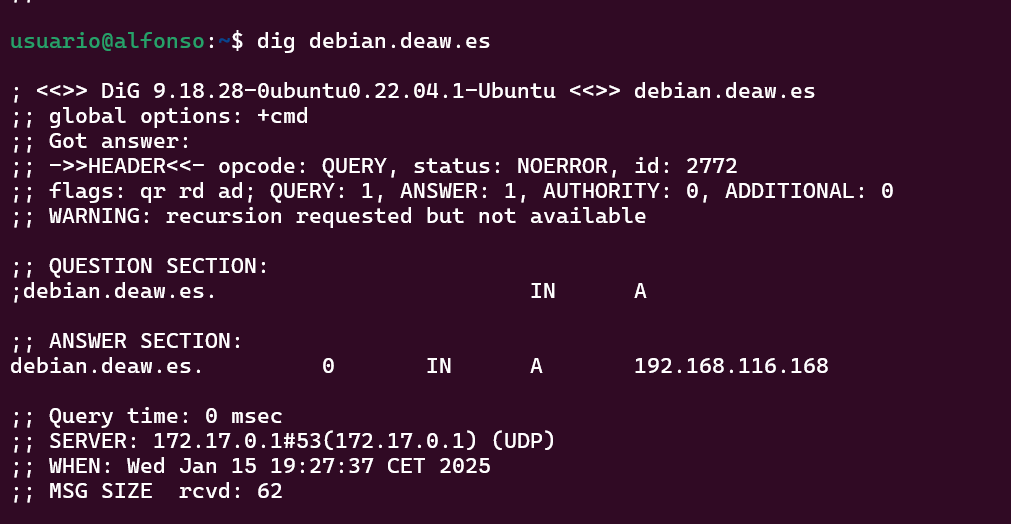 ;;
usuario@alfonso:~$ dig debian.deaw.es
; <<>> DiG 9.18.28-0ubuntu0.22.04.1-Ubuntu <<>> debian.deaw.es
;; global options: +cmd
;; Got answer:
;; ->>HEADER<<- opcode: QUERY, status: NOERROR, id: 2772
;; flags: qr rd ad; QUERY: 1, ANSWER: 1, AUTHORITY: 0, ADDITIONAL: 0
;; WARNING: recursion requested but not available
;; QUESTION SECTION:
;debian.deaw.es. IN A
;; ANSWER SECTION:
debian.deaw.es. 0 IN A 192.168.116.168
;; Query time: 0 msec
;; SERVER: 172.17.0.1#53(172.17.0.1) (UDP)
;; WHEN: Wed Jan 15 19:27:37 CET 2025
;; MSG SIZE  rcvd: 62